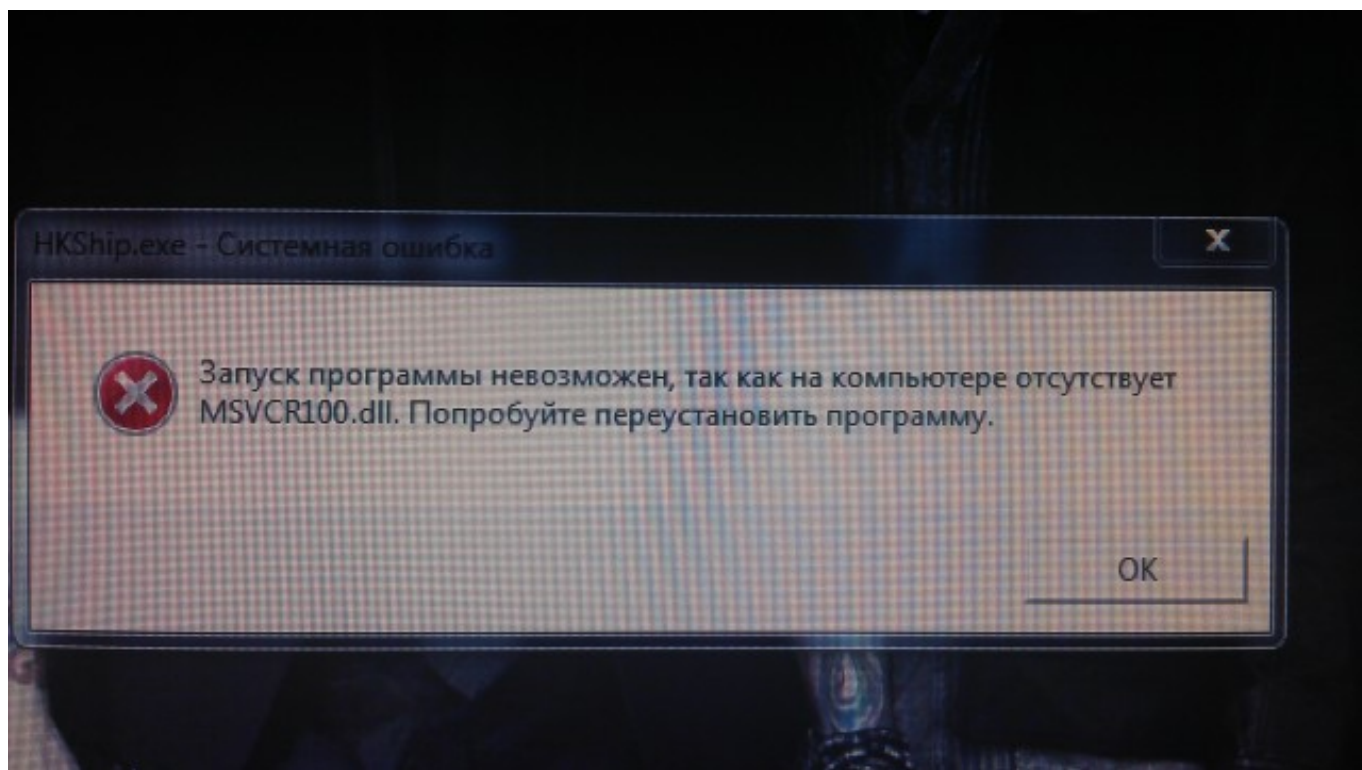 HKShip.exe - Системная ошибка
X
Запуск программы невозможен, так как на компьютере отсутствует
MSVCR100.dll. Попробуйте переустановить программу.
OK